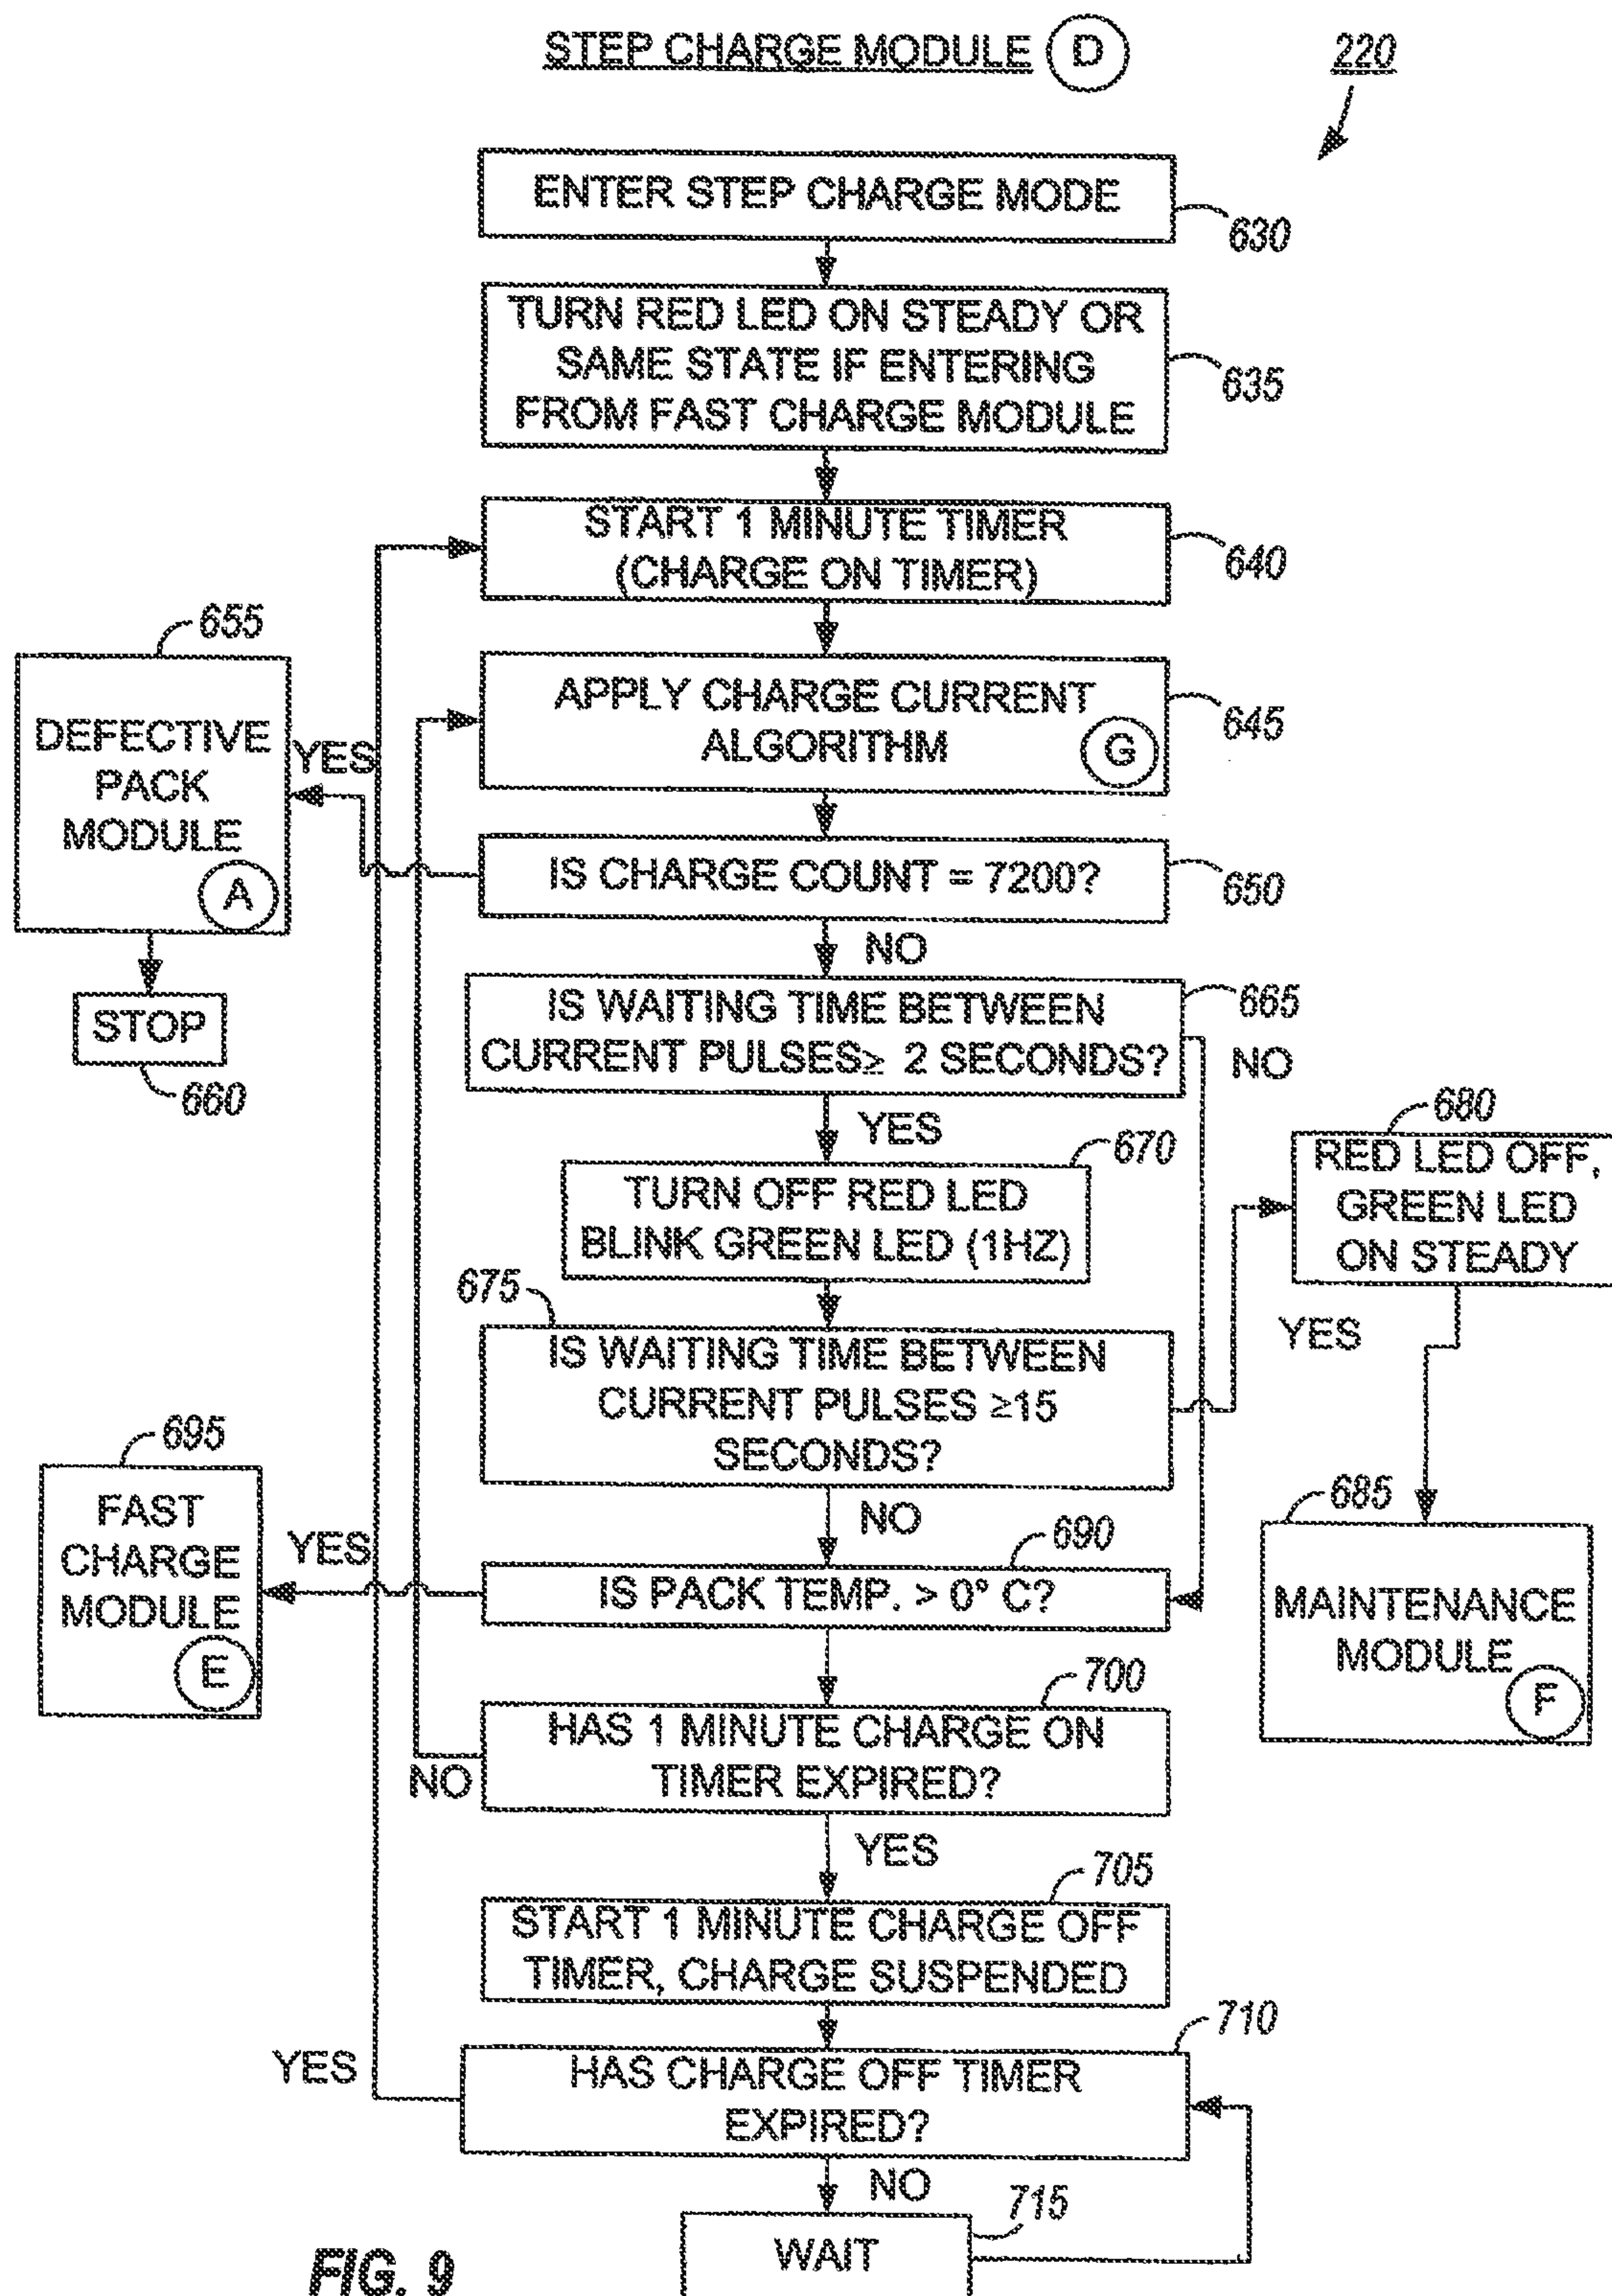 STEP CHARGE MODULE D
220
ENTER STEP CHARGE MODE
630
TURN RED LED ON STEADY OR
SAME STATE IF ENTERING
FROM FAST CHARGE MODULE
635
START 1 MINUTE TIMER
(CHARGE ON TIMER)
640
655
DEFECTIVE
PACK
MODULE
A
YES
APPLY CHARGE CURRENT
ALGORITHM
G
645
IS CHARGE COUNT = 7200?
650
NO
STOP
660
IS WAITING TIME BETWEEN
CURRENT PULSES≥ 2 SECONDS?
665
NO
YES
670
TURN OFF RED LED
BLINK GREEN LED (1HZ)
680
RED LED OFF,
GREEN LED
ON STEADY
YES
675
IS WAITING TIME BETWEEN
CURRENT PULSES ≥15
SECONDS?
NO
685
MAINTENANCE
MODULE
F
695
FAST
CHARGE
MODULE
E
YES
690
IS PACK TEMP. > 0° C?
700
HAS 1 MINUTE CHARGE ON
TIMER EXPIRED?
NO
YES
705
START 1 MINUTE CHARGE OFF
TIMER, CHARGE SUSPENDED
710
YES
HAS CHARGE OFF TIMER
EXPIRED?
NO
715
WAIT
FIG. 9